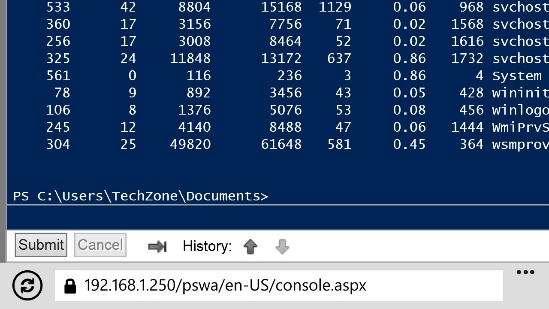 533 42 8804 15168 1129 0.06 968 svchost
360 17 3156 7756 71 0.02 1568 svchost
256 17 3008 8464 52 0.02 1616 svchost
325 24 11848 13172 637 0.86 1732 svchost
561 0 116 236 3 0.86 4 System
78 9 892 3456 43 0.05 428 wininit
106 8 1376 5076 53 0.08 456 winlogo
245 12 4140 8488 47 0.06 1444 WmiPrvS
304 25 49820 61648 581 0.45 364 wsmprov
PS C:\Users\TechZone\Documents>
Submit Cancel History:
192.168.1.250/pswa/en-US/console.aspx